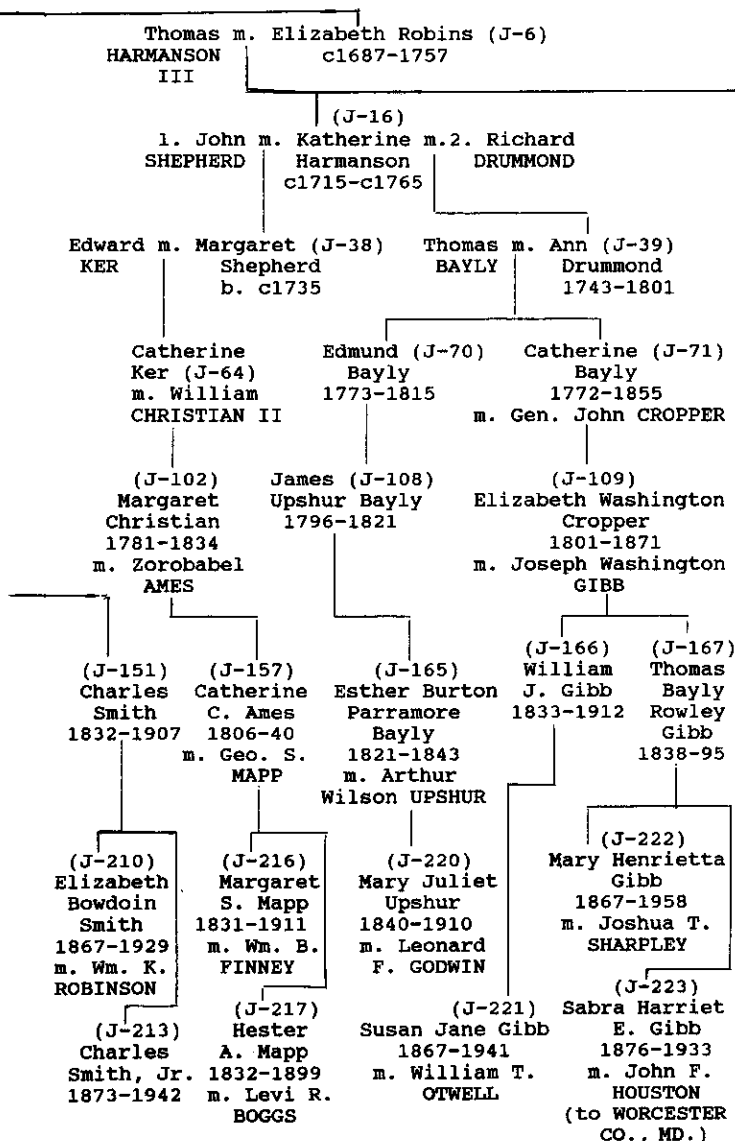 Thomas m. Elizabeth Robins (J-6)
HARMANSON c1687-1757
III
(J-16)
1. John m. Katherine m.2. Richard
SHEPHERD Harmanson DRUMMOND
c1715-c1765
Edward m. Margaret (J-38) Thomas m. Ann (J-39)
KER Shepherd BAYLY Drummond
b. c1735 1743-1801
Catherine Edmund (J-70) Catherine (J-71)
Ker (J-64) Bayly Bayly
m. William 1773-1815 1772-1855
CHRISTIAN II m. Gen. John CROPPER
(J-102) James (J-108) (J-109)
Margaret Upshur Bayly Elizabeth Washington
Christian 1796-1821 Cropper
1781-1834 1801-1871
m. Zorobabel m. Joseph Washington
AMES GIBB
(J-151) (J-157) (J-165) (J-166) (J-167)
Charles Catherine Esther Burton William Thomas
Smith C. Ames Parramore J. Gibb Bayly
1832-1907 1806-40 Bayly 1833-1912 Rowley
m. Geo. S. 1821-1843 Gibb
MAPP m. Arthur 1838-95
Wilson UPSHUR
(J-210) (J-216) (J-220) (J-222)
Elizabeth Margaret Mary Juliet Mary Henrietta
Bowdoin S. Mapp Upshur Gibb
Smith 1831-1911 1840-1910 1867-1958
1867-1929 m. Wm. B. m. Leonard m. Joshua T.
m. Wm. K. FINNEY F. GODWIN SHARPLEY
ROBINSON
(J-213) (J-217) (J-221) (J-223)
Charles Hester Susan Jane Gibb Sabra Harriet
Smith, Jr. A. Mapp 1867-1941 E. Gibb
1873-1942 1832-1899 m. William T. 1876-1933
m. Levi R. OTWELL m. John F.
BOGGS HOUSTON
(to WORCESTER
CO., MD.)